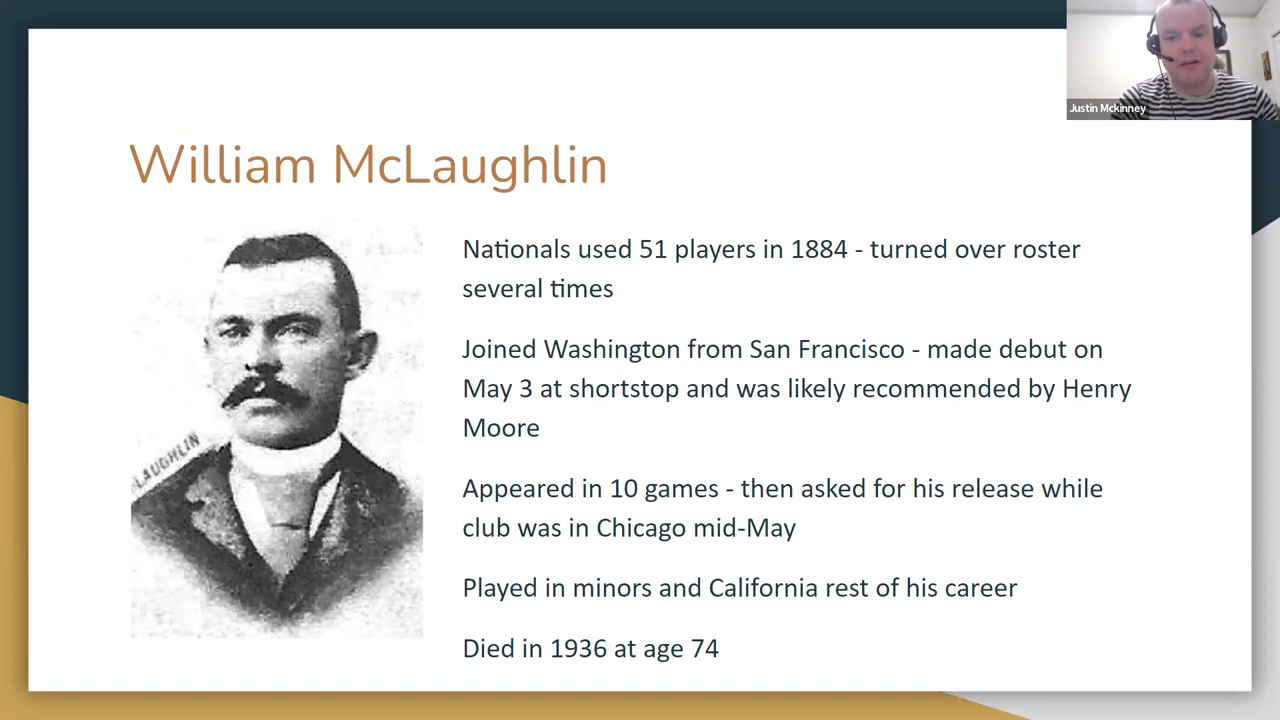 Justin Mckinney
William McLaughlin
LAUGHLIN
Nationals used 51 players in 1884 - turned over roster
several times
Joined Washington from San Francisco - made debut on
May 3 at shortstop and was likely recommended by Henry
Moore
Appeared in 10 games - then asked for his release while
club was in Chicago mid-May
Played in minors and California rest of his career
Died in 1936 at age 74